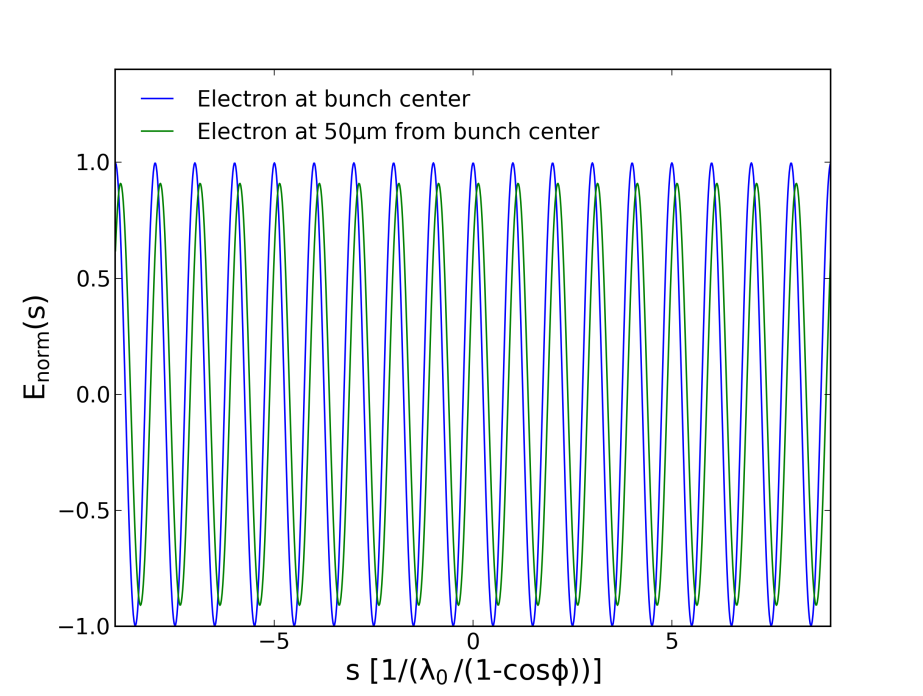 Electron at bunch center
Electron at 50μm from bunch center
1.0
0.5
0.0
−0.5
−1.0
E_norm(s)
−5 0 5
s [1/(λ₀/(1-cosϕ))]